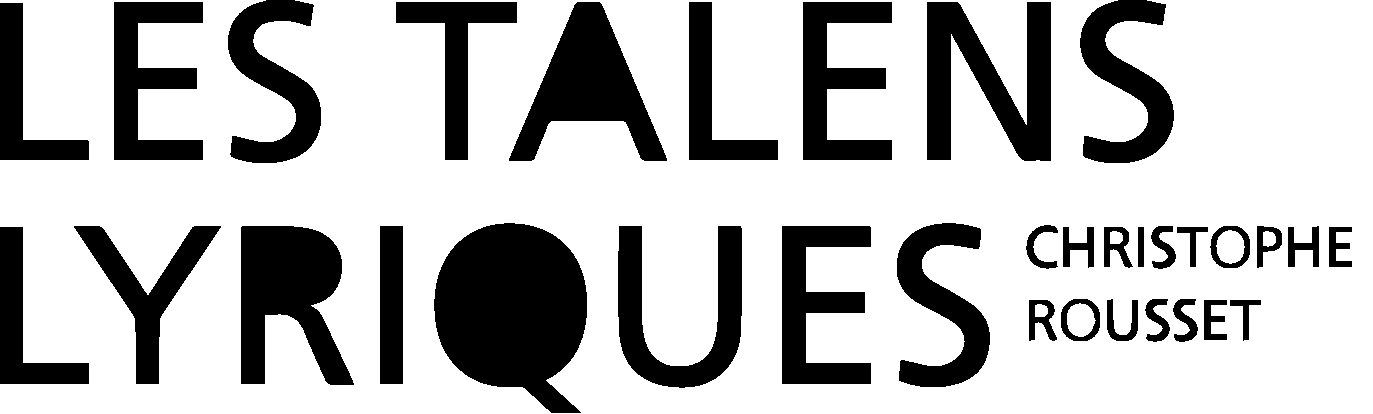 LES TALENS
LYRIQUES
CHRISTOPHE
ROUSSET